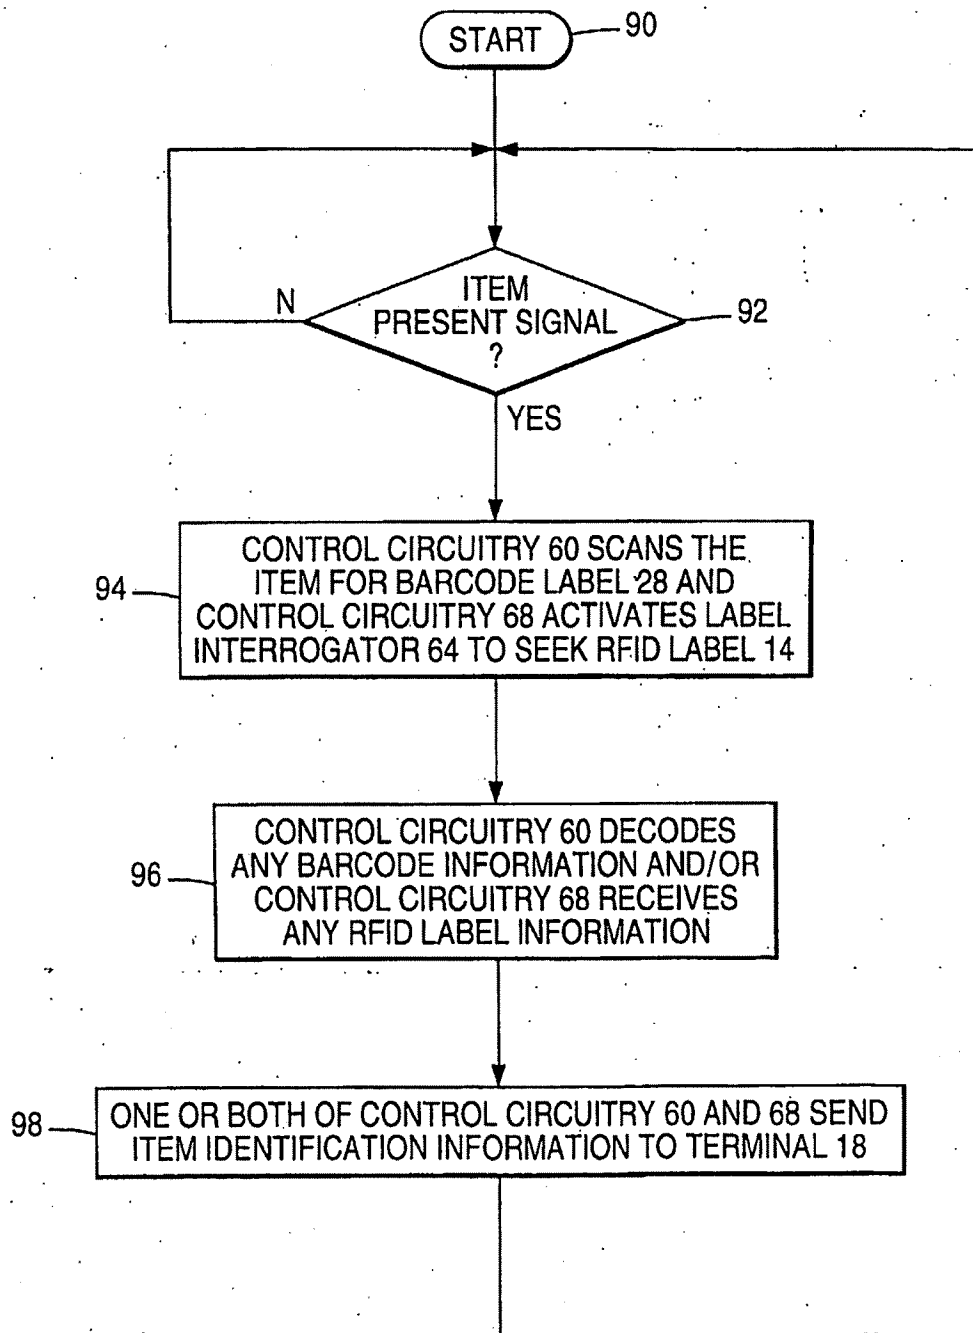 START
90
ITEM
PRESENT SIGNAL
?
92
N
YES
94
CONTROL CIRCUITRY 60 SCANS THE
ITEM FOR BARCODE LABEL 28 AND
CONTROL CIRCUITRY 68 ACTIVATES LABEL
INTERROGATOR 64 TO SEEK RFID LABEL 14
96
CONTROL CIRCUITRY 60 DECODES
ANY BARCODE INFORMATION AND/OR
CONTROL CIRCUITRY 68 RECEIVES
ANY RFID LABEL INFORMATION
98
ONE OR BOTH OF CONTROL CIRCUITRY 60 AND 68 SEND
ITEM IDENTIFICATION INFORMATION TO TERMINAL 18